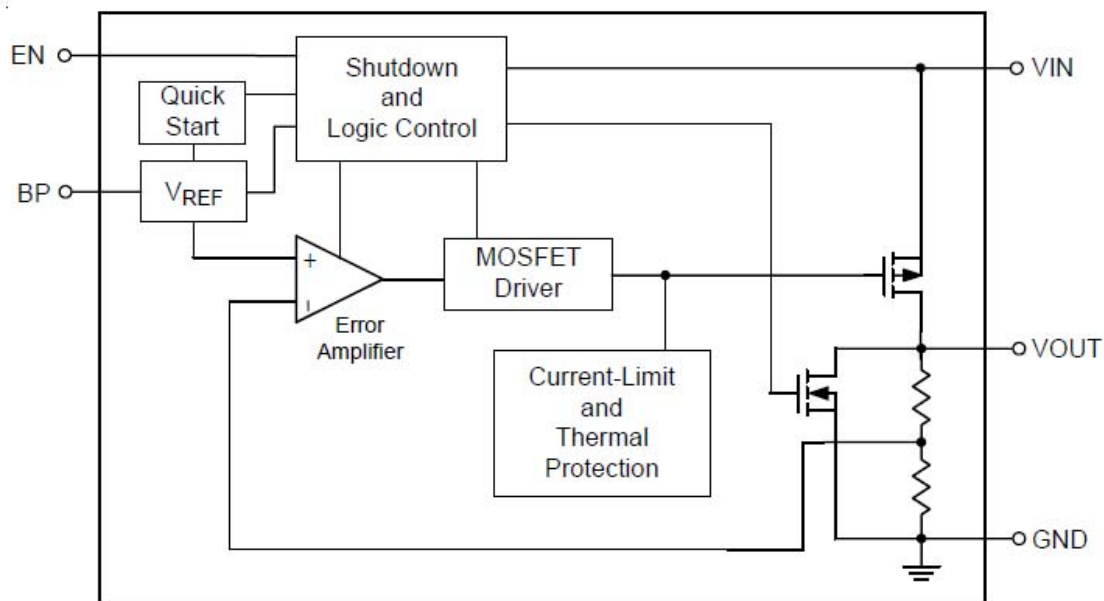 EN
Shutdown
and
Logic Control
VIN
Quick
Start
BP
VREF
+
MOSFET
Driver
Error
Amplifier
VOUT
Current-Limit
and
Thermal
Protection
GND